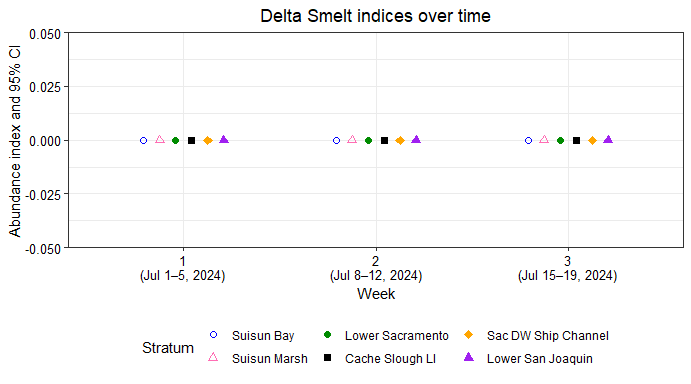 Delta Smelt indices over time
Abundance index and 95% CI
0.050
0.025
0.000
-0.025
-0.050
1 2 3
(Jul 1–5, 2024) (Jul 8–12, 2024) (Jul 15–19, 2024)
Week
Stratum
Suisun Bay Lower Sacramento Sac DW Ship Channel
Suisun Marsh Cache Slough LI Lower San Joaquin